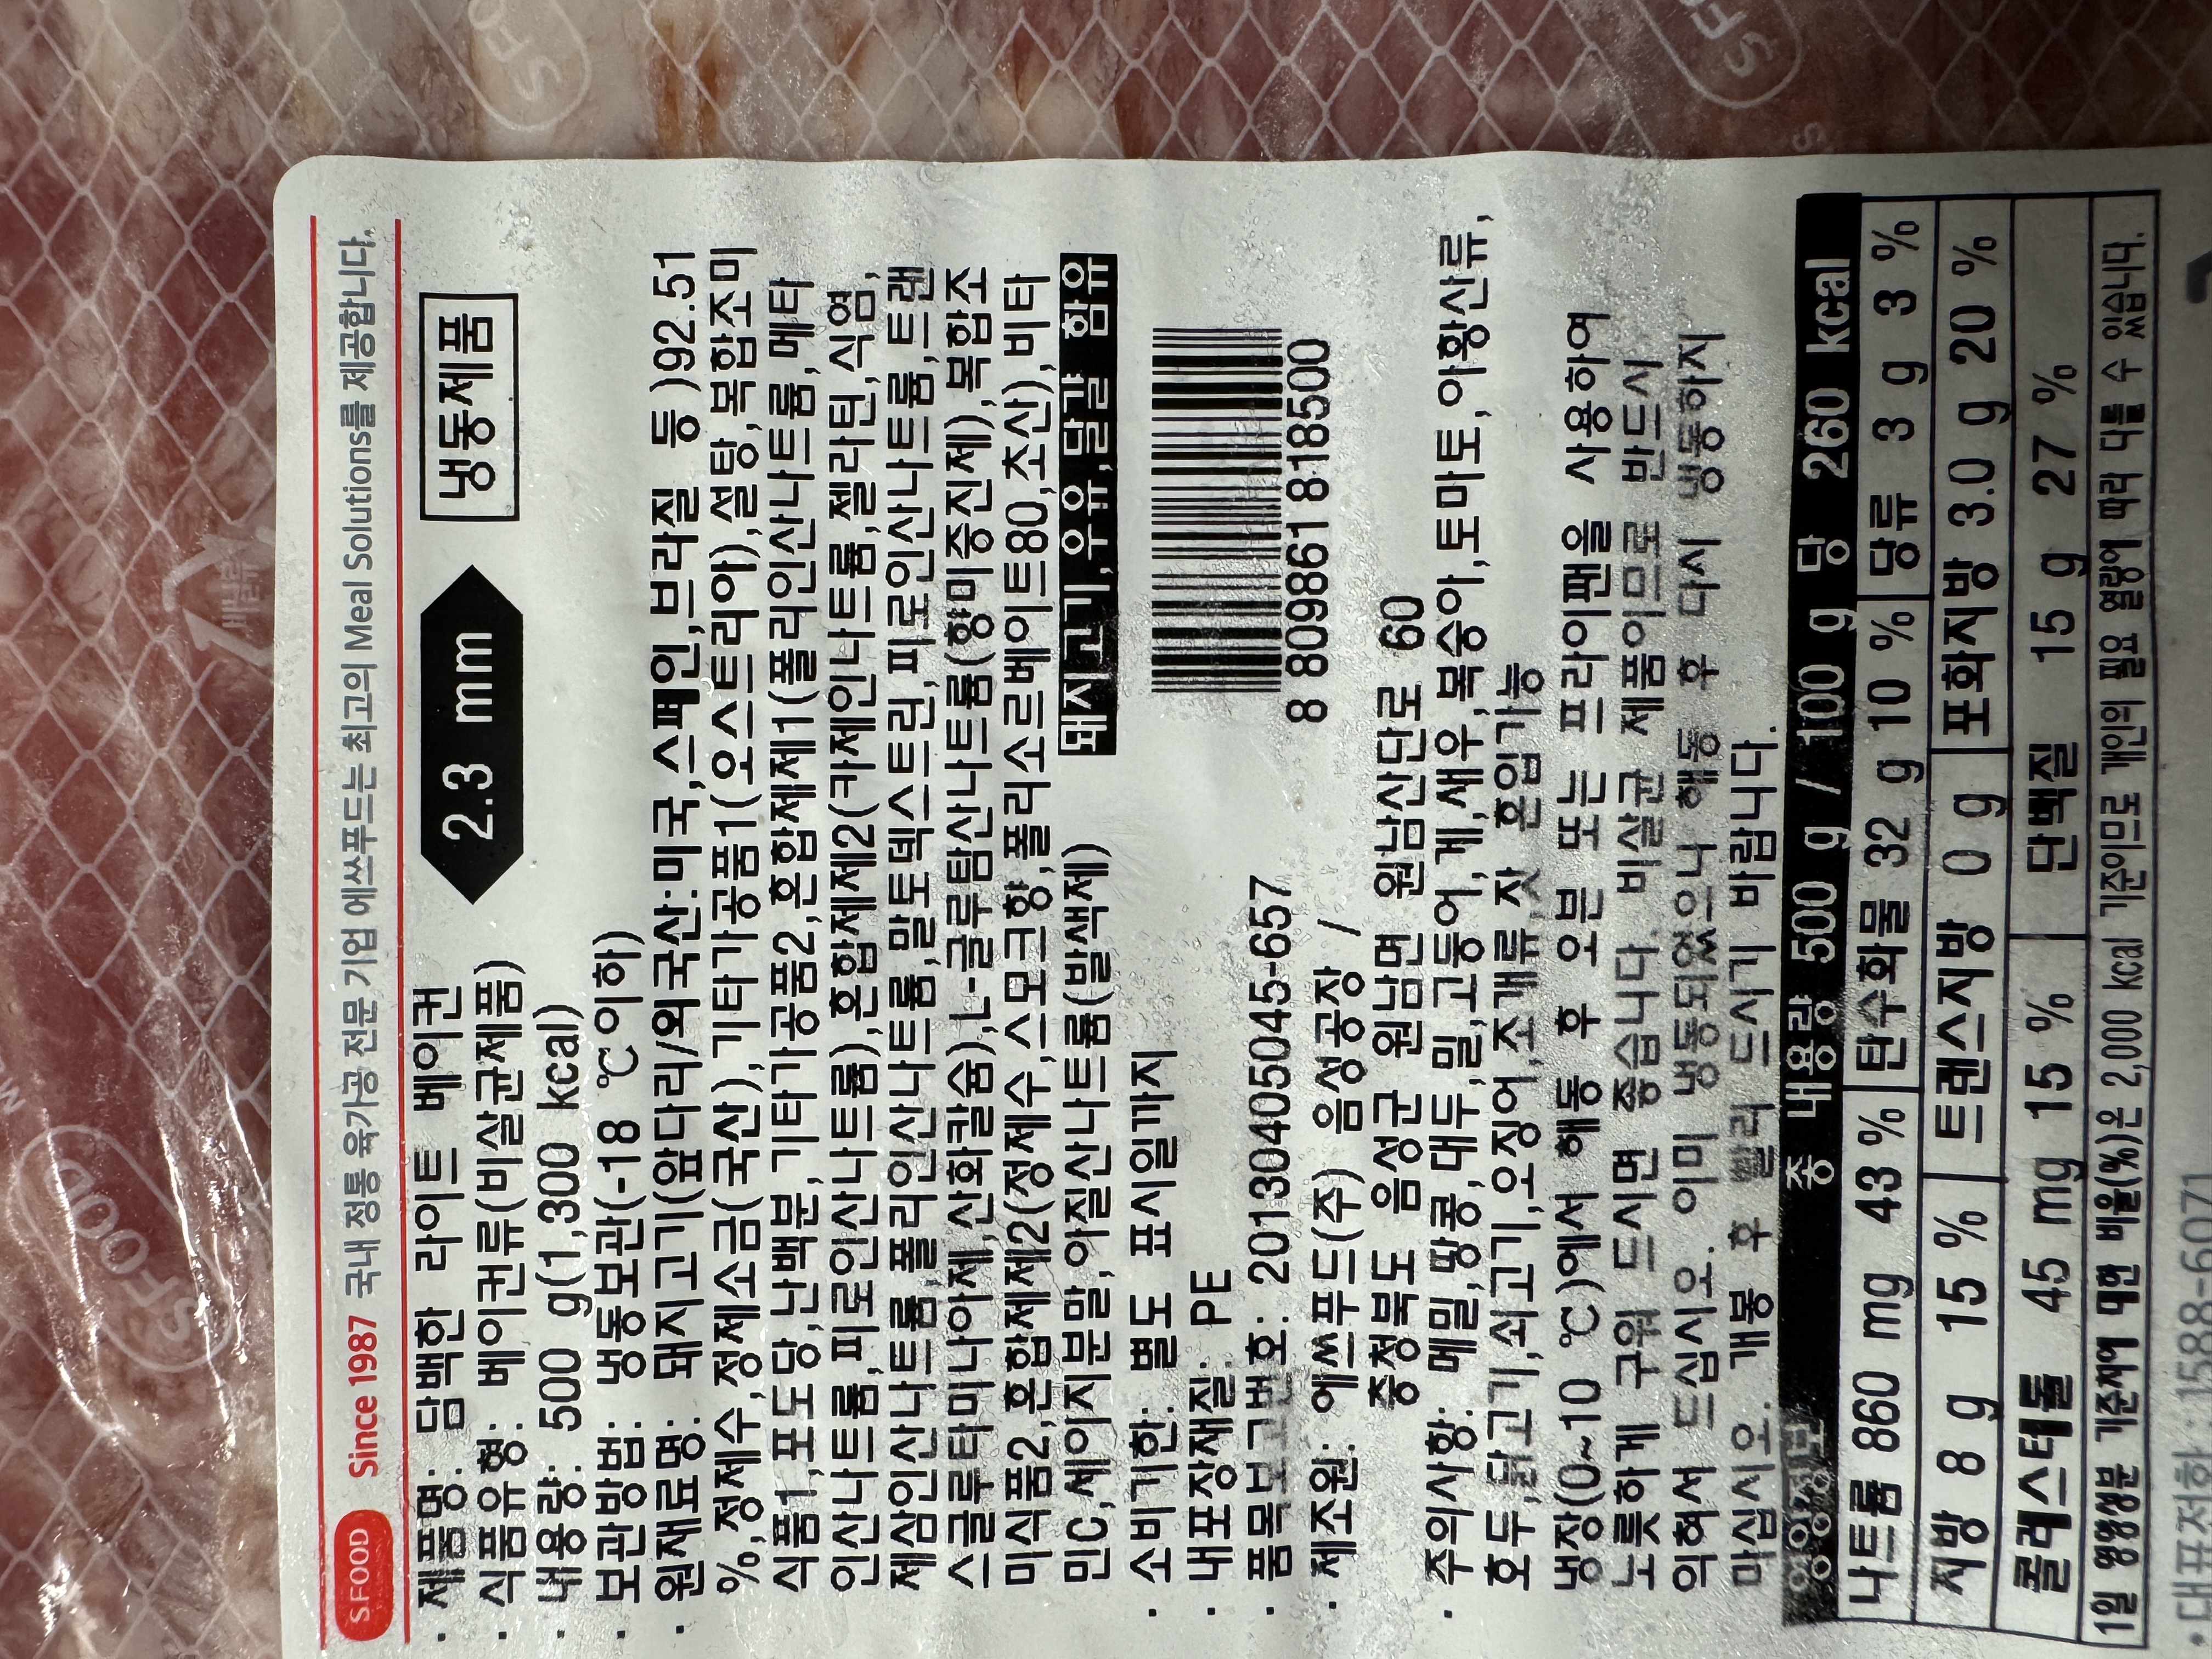 SFOOD Since 1987 국내 정통 육가공 전문 기업 에쓰푸드는 최고의 Meal Solutions를 제공합니다.
· 제품명: 담백한 라이트 베이컨
2.3 mm
냉동제품
· 식품유형: 베이컨류(비살균제품)
· 내용량: 500 g(1,300 kcal)
· 보관방법: 냉동보관(-18 ℃이하)
· 원재료명: 돼지고기(앞다리/외국산:미국,스페인,브라질 등)92.51
%,정제수,정제소금(국산),기타가공품1(오스트리아),설탕,복합조미
식품1,포도당,난백분,기타가공품2,혼합제제1(폴리인산나트륨,메타
인산나트륨,피로인산나트륨),혼합제제2(카제인나트륨,젤라틴,식염,
제삼인산나트륨,폴리인산나트륨,말토덱스트린,피로인산나트륨,트랜
스글루타미나아제,산화칼슘),L-글루탐산나트륨(향미증진제),복합조
미식품2,혼합제제2(정제수,스모크향,폴리소르베이트80,초산),비타
민C,세이지분말,아질산나트륨(발색제)
돼지고기,우유,달걀 함유
· 소비기한: 별도 표시일까지
· 내포장재질: PE
· 품목보고번호: 20130405045-657
8 809861 818500
· 제조원: 에쓰푸드(주) 음성공장 /
충청북도 음성군 원남면 원남산단로 60
· 주의사항: 메밀,땅콩,대두,밀,고등어,게,새우,복숭아,토마토,아황산류,
호두,닭고기,쇠고기,오징어,조개류,잣 혼입가능
냉장(0~10 ℃)에서 해동 후 오븐 또는 프라이팬을 사용하여
노릇하게 구워 드시면 좋습니다. 비살균 제품이므로 반드시
익혀서 드십시오. 이미 냉동되었으니 해동 후 다시 냉동하지
마십시오. 개봉 후 빨리 드시기 바랍니다.
영양정보 총 내용량 500 g / 100 g 당 260 kcal
나트륨 860 mg 43 % 탄수화물 32 g 10 % 당류 3 g 3 %
지방 8 g 15 % 트랜스지방 0 g 포화지방 3.0 g 20 %
콜레스테롤 45 mg 15 % 단백질 15 g 27 %
1일 영양성분 기준치에 대한 비율(%)은 2,000 kcal 기준이므로 개인의 필요 열량에 따라 다를 수 있습니다.
· 대표전화 : 1588-6071
SFOOD